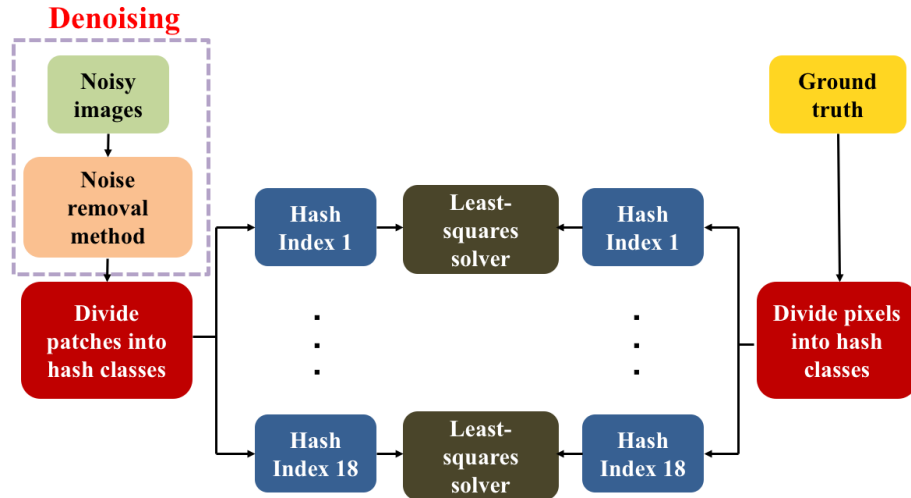 Denoising
Noisy
images
Noise
removal
method
Divide
patches into
hash classes
Hash
Index 1
Least-
squares
solver
Hash
Index 1
Hash
Index 18
Least-
squares
solver
Hash
Index 18
Ground
truth
Divide pixels
into hash
classes